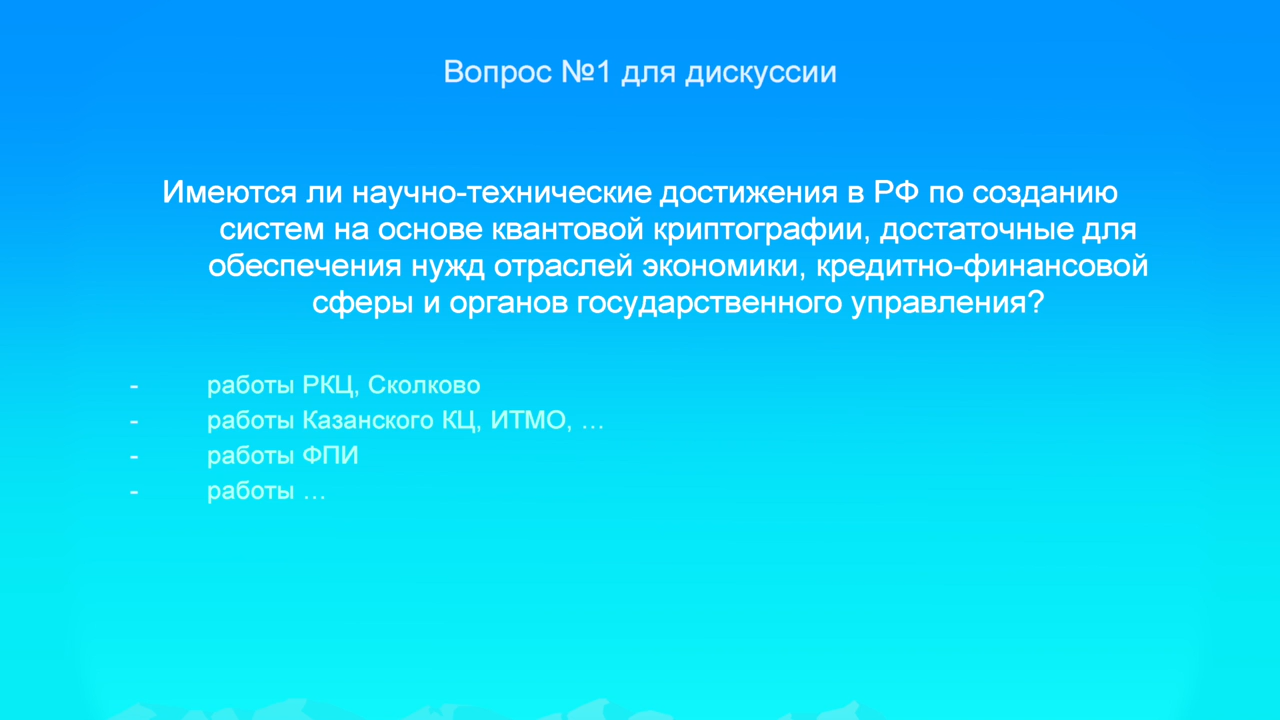 Вопрос №1 для дискуссии
Имеются ли научно-технические достижения в РФ по созданию
систем на основе квантовой криптографии, достаточные для
обеспечения нужд отраслей экономики, кредитно-финансовой
сферы и органов государственного управления?
- работы РКЦ, Сколково
- работы Казанского КЦ, ИТМО, …
- работы ФПИ
- работы …